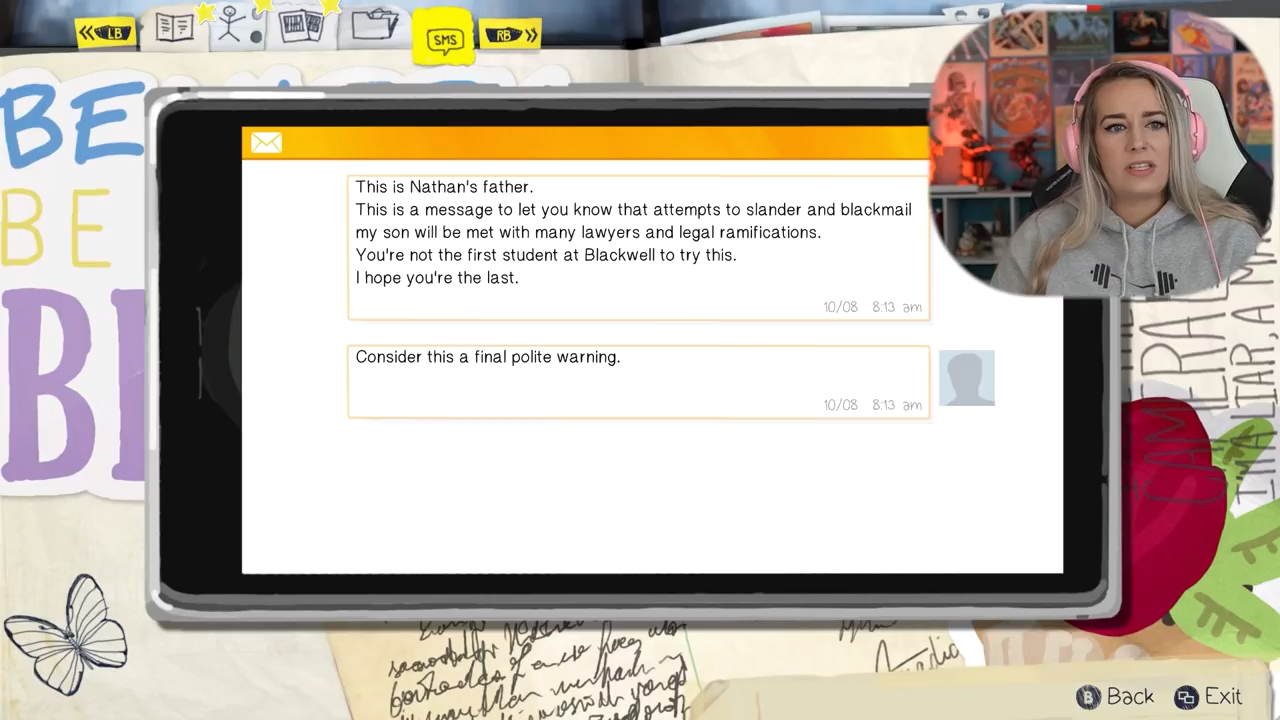 LB
SMS
RB
BE
BE
This is Nathan's father.
This is a message to let you know that attempts to slander and blackmail
my son will be met with many lawyers and legal ramifications.
You're not the first student at Blackwell to try this.
I hope you're the last.
10/08 8:13 am
Consider this a final polite warning.
10/08 8:13 am
B Back
Exit